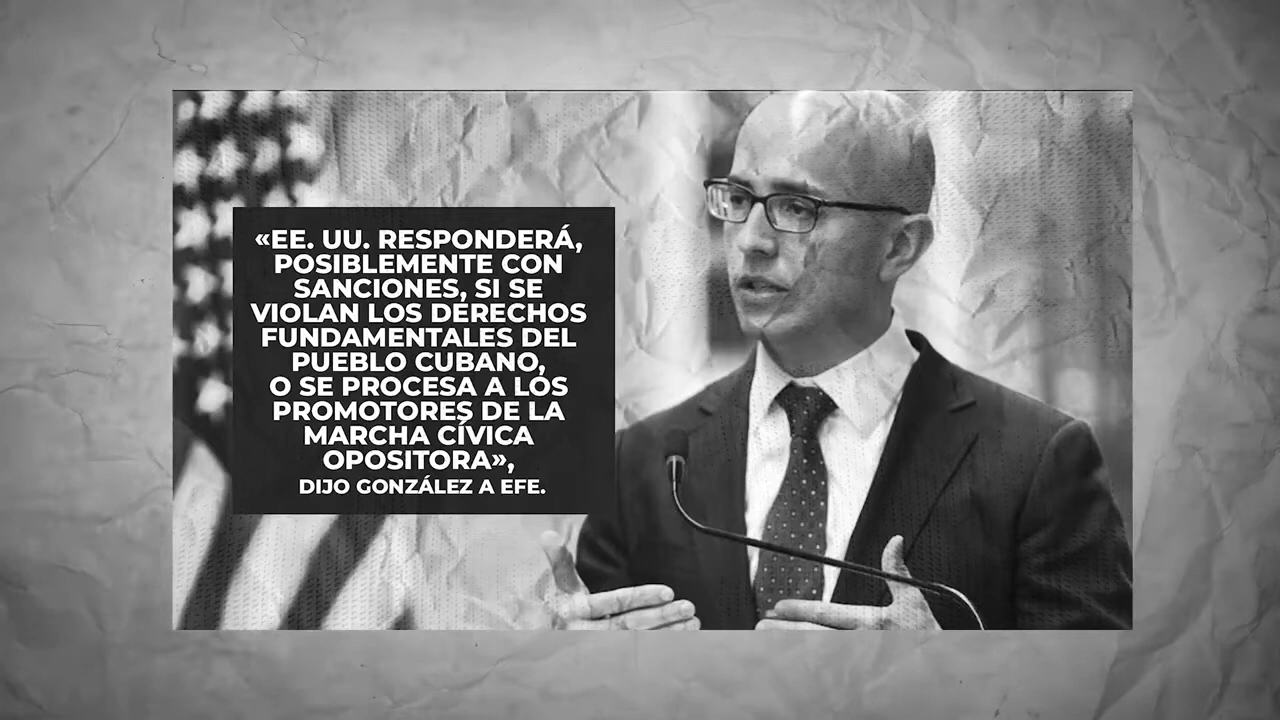 «EE. UU. RESPONDERÁ,
POSIBLEMENTE CON
SANCIONES, SI SE
VIOLAN LOS DERECHOS
FUNDAMENTALES DEL
PUEBLO CUBANO,
O SE PROCESA A LOS
PROMOTORES DE LA
MARCHA CÍVICA
OPOSITORA»,
DIJO GONZÁLEZ A EFE.